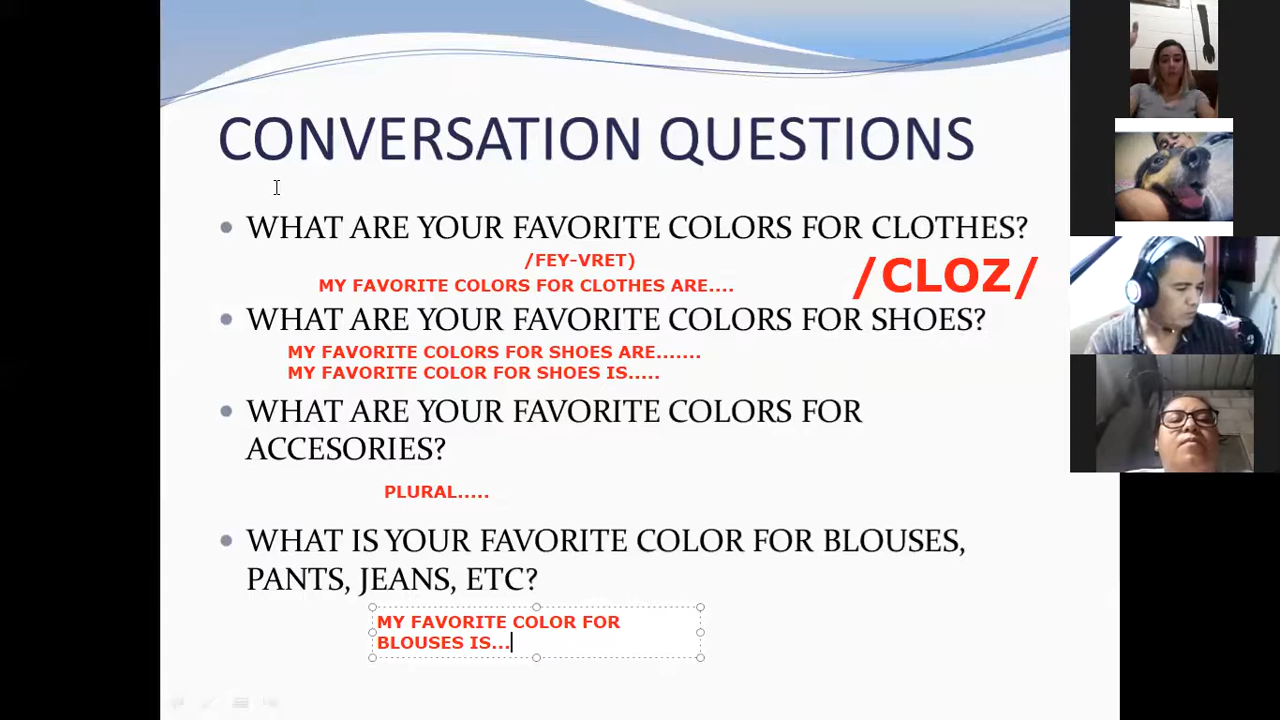 CONVERSATION QUESTIONS
WHAT ARE YOUR FAVORITE COLORS FOR CLOTHES?
/FEY-VRET)
/CLOZ/
MY FAVORITE COLORS FOR CLOTHES ARE....
WHAT ARE YOUR FAVORITE COLORS FOR SHOES?
MY FAVORITE COLORS FOR SHOES ARE.......
MY FAVORITE COLOR FOR SHOES IS.....
WHAT ARE YOUR FAVORITE COLORS FOR
ACCESORIES?
PLURAL.....
WHAT IS YOUR FAVORITE COLOR FOR BLOUSES,
PANTS, JEANS, ETC?
MY FAVORITE COLOR FOR
BLOUSES IS...